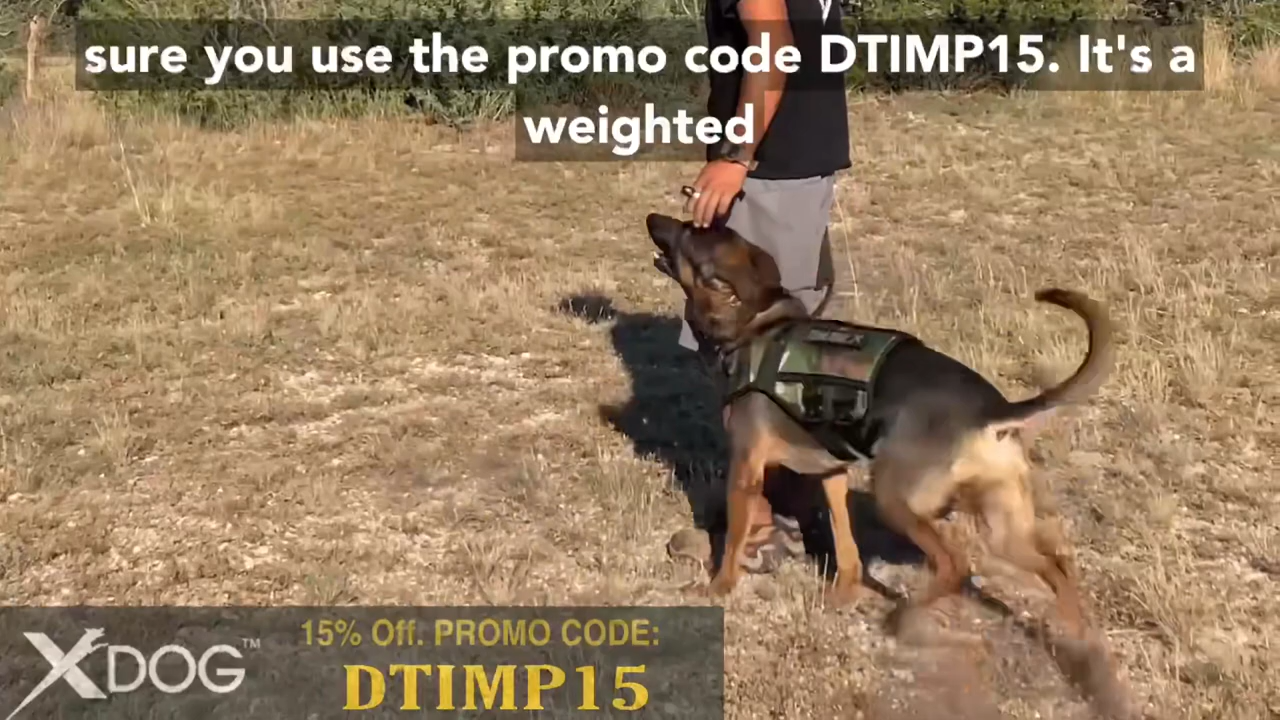 sure you use the promo code DTIMP15. It's a
weighted
XDOG™
15% Off. PROMO CODE:
DTIMP15